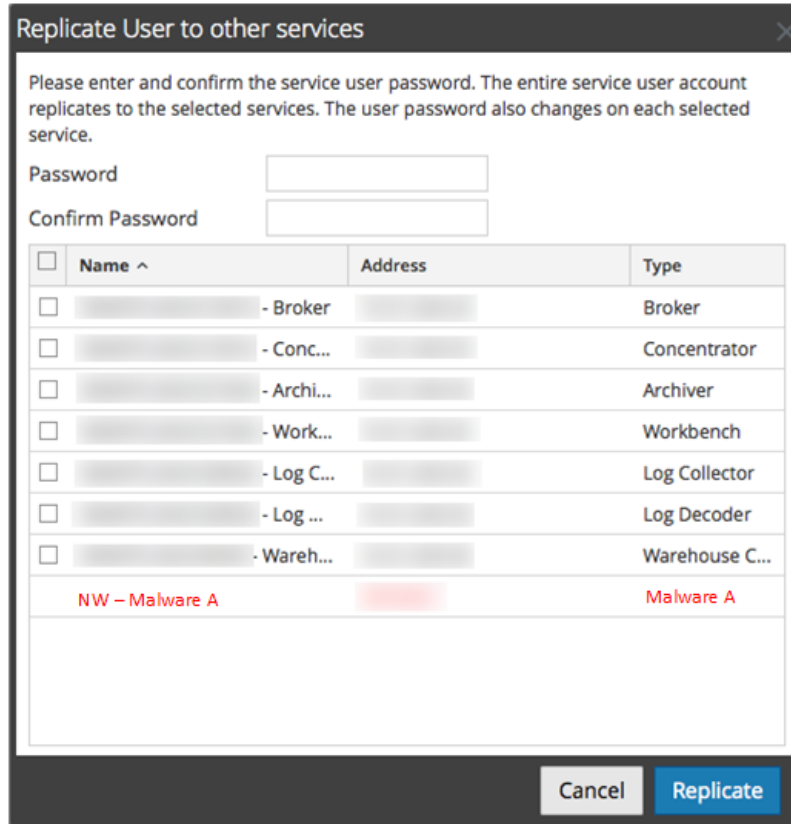 Replicate User to other services
Please enter and confirm the service user password. The entire service user account
replicates to the selected services. The user password also changes on each selected
service.
Password
Confirm Password
Name Address Type
- Broker Broker
- Conc... Concentrator
- Archi... Archiver
- Work... Workbench
- Log C... Log Collector
- Log ... Log Decoder
- Wareh... Warehouse C...
NW – Malware A Malware A
Cancel Replicate